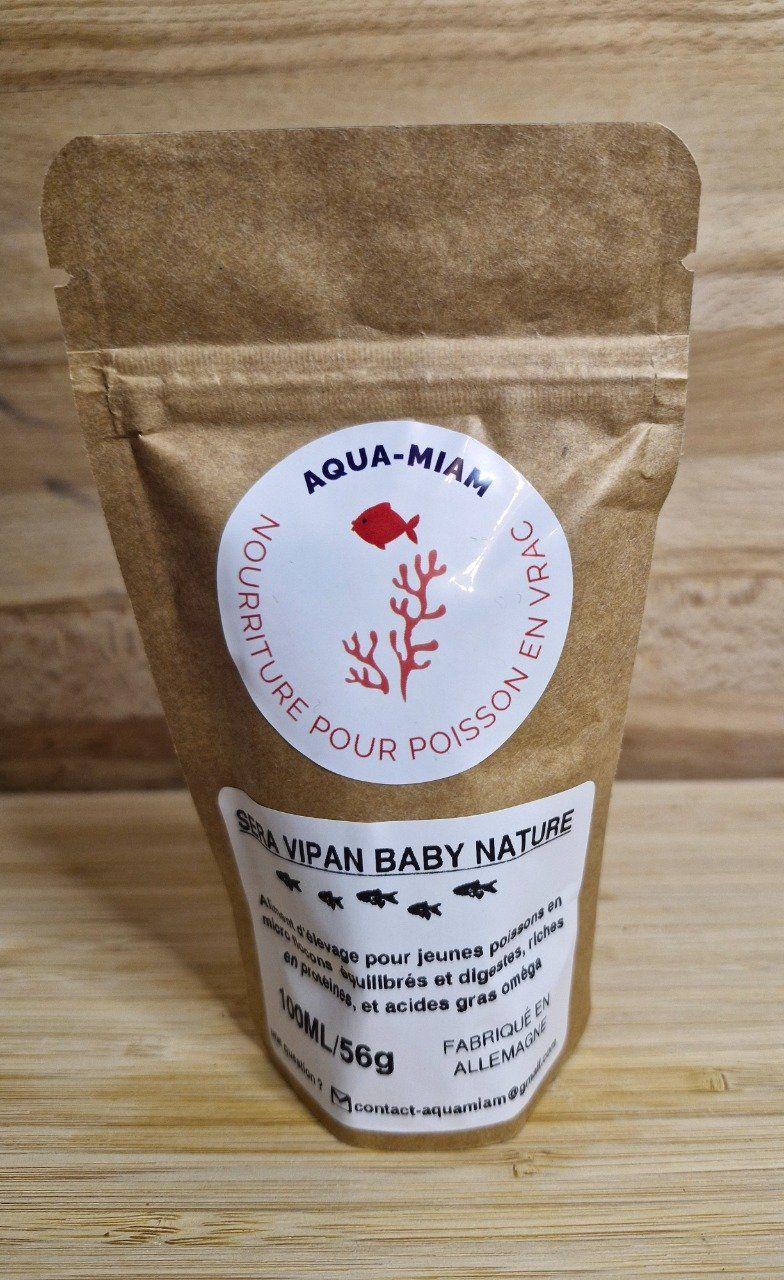 AQUA-MIAM
NOURRITURE POUR POISSON EN VRAC
SERA VIPAN BABY NATURE
Aliment d'élevage pour jeunes poissons en
micro flocons équilibrés et digestes, riches
en protéines, et acides gras oméga
100ML/56g
FABRIQUÉ EN
ALLEMAGNE
une question ?
contact-aquamiam@gmail.com